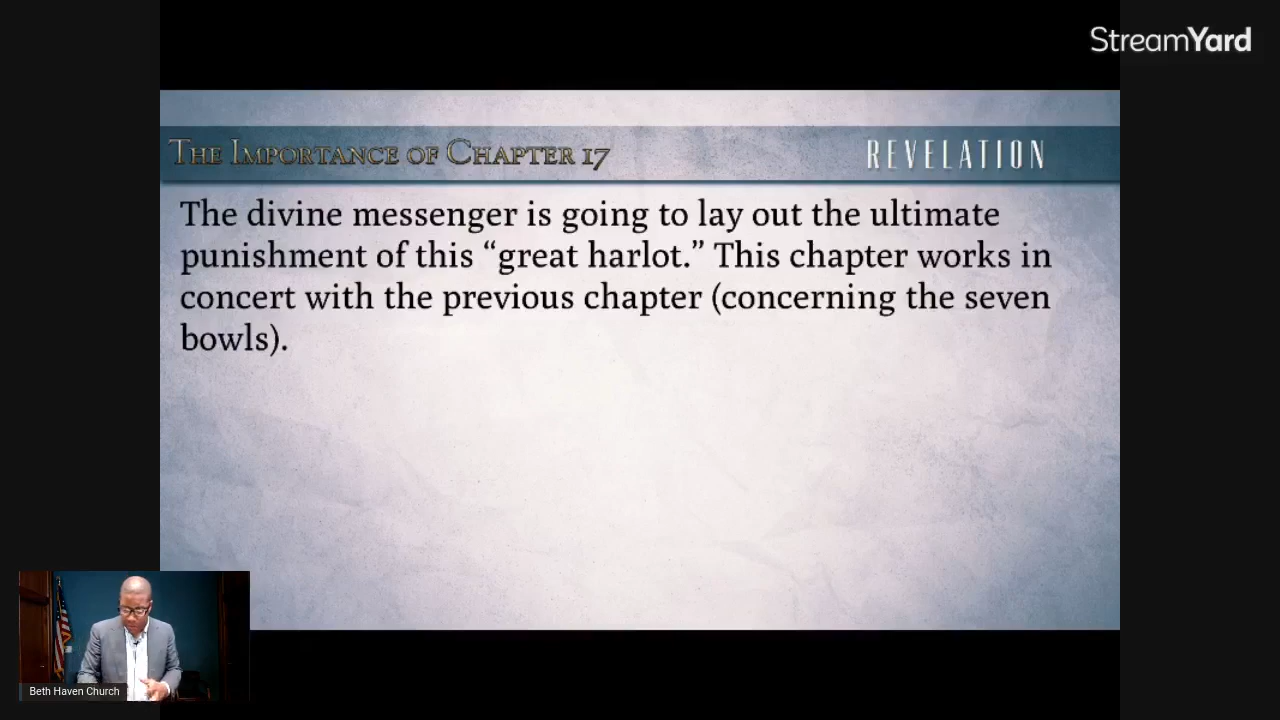 StreamYard
The Importance of Chapter 17
REVELATION
The divine messenger is going to lay out the ultimate
punishment of this “great harlot.” This chapter works in
concert with the previous chapter (concerning the seven
bowls).
Beth Haven Church